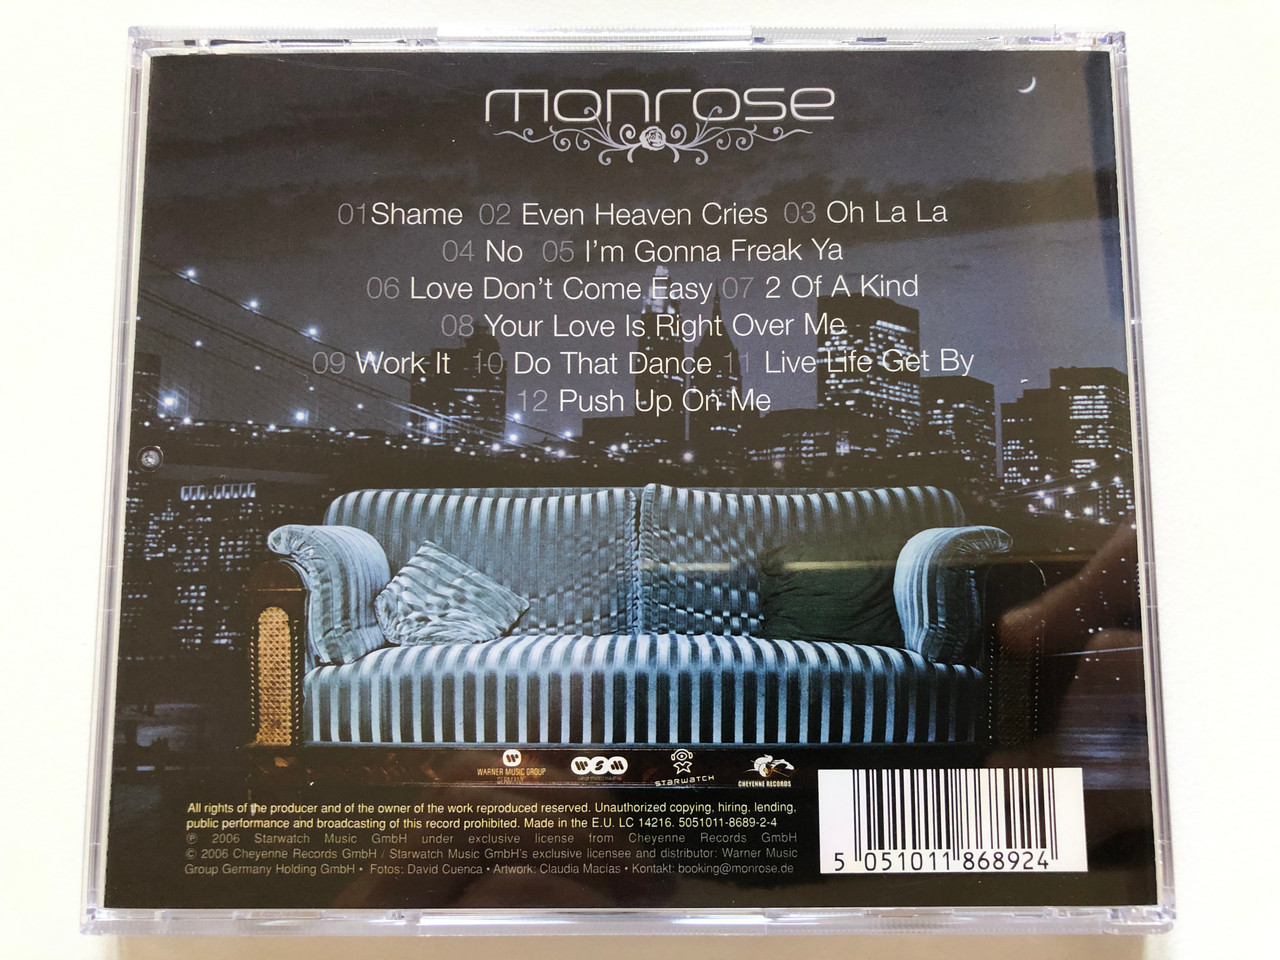 monrose
01Shame 02 Even Heaven Cries 03 Oh La La
04 No 05 I'm Gonna Freak Ya
06 Love Don't Come Easy 07 2 Of A Kind
08 Your Love Is Right Over Me
09 Work It 10 Do That Dance 11 Live Life Get By
12 Push Up On Me
WARNER MUSIC GROUP
GERMANY
STARWATCH
CHEYENNE RECORDS
All rights of the producer and of the owner of the work reproduced reserved. Unauthorized copying, hiring, lending,
public performance and broadcasting of this record prohibited. Made in the E.U. LC 14216. 5051011-8689-2-4
℗ 2006 Starwatch Music GmbH under exclusive license from Cheyenne Records GmbH
© 2006 Cheyenne Records GmbH / Starwatch Music GmbH's exclusive licensee and distributor: Warner Music
Group Germany Holding GmbH • Fotos: David Cuenca • Artwork: Claudia Macias • Kontakt: booking@monrose.de
5 051011 868924